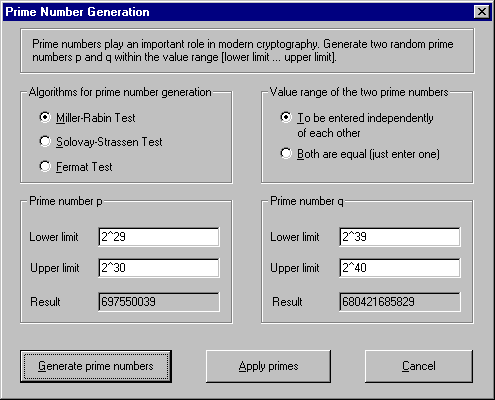 Prime Number Generation
Prime numbers play an important role in modern cryptography. Generate two random prime
numbers p and q within the value range [lower limit ... upper limit].
Algorithms for prime number generation
Miller-Rabin Test
Solovay-Strassen Test
Fermat Test
Value range of the two prime numbers
To be entered independently
of each other
Both are equal (just enter one)
Prime number p
Lower limit 2^29
Upper limit 2^30
Result 697550039
Prime number q
Lower limit 2^39
Upper limit 2^40
Result 680421685829
Generate prime numbers Apply primes Cancel